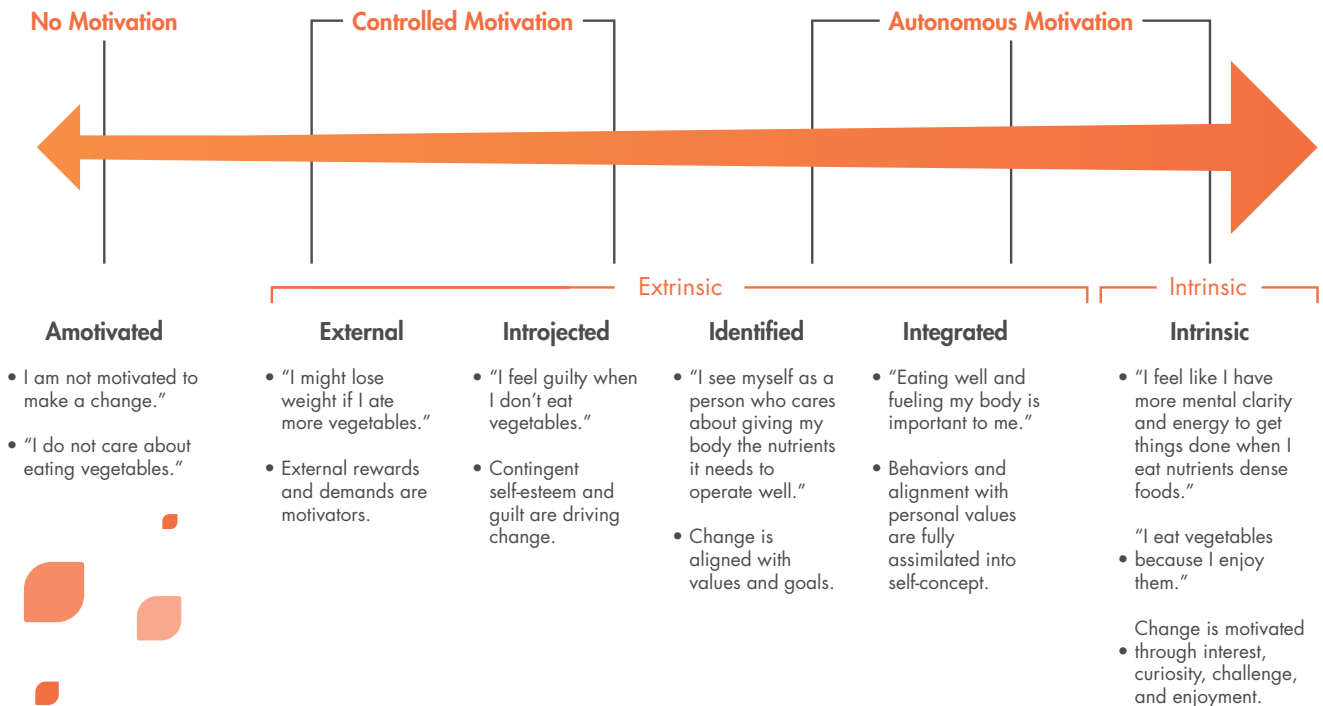 No Motivation
Controlled Motivation
Autonomous Motivation
Extrinsic
Intrinsic
Amotivated
• I am not motivated to
make a change.”
• “I do not care about
eating vegetables.”
External
• “I might lose
weight if I ate
more vegetables.”
• External rewards
and demands are
motivators.
Introjected
• “I feel guilty when
I don’t eat
vegetables.”
• Contingent
self-esteem and
guilt are driving
change.
Identified
• “I see myself as a
person who cares
about giving my
body the nutrients
it needs to
operate well.”
• Change is
aligned with
values and goals.
Integrated
• “Eating well and
fueling my body is
important to me.”
• Behaviors and
alignment with
personal values
are fully
assimilated into
self-concept.
Intrinsic
• “I feel like I have
more mental clarity
and energy to get
things done when I
eat nutrients dense
foods.”
“I eat vegetables
• because I enjoy
them.”
Change is motivated
• through interest,
curiosity, challenge,
and enjoyment.